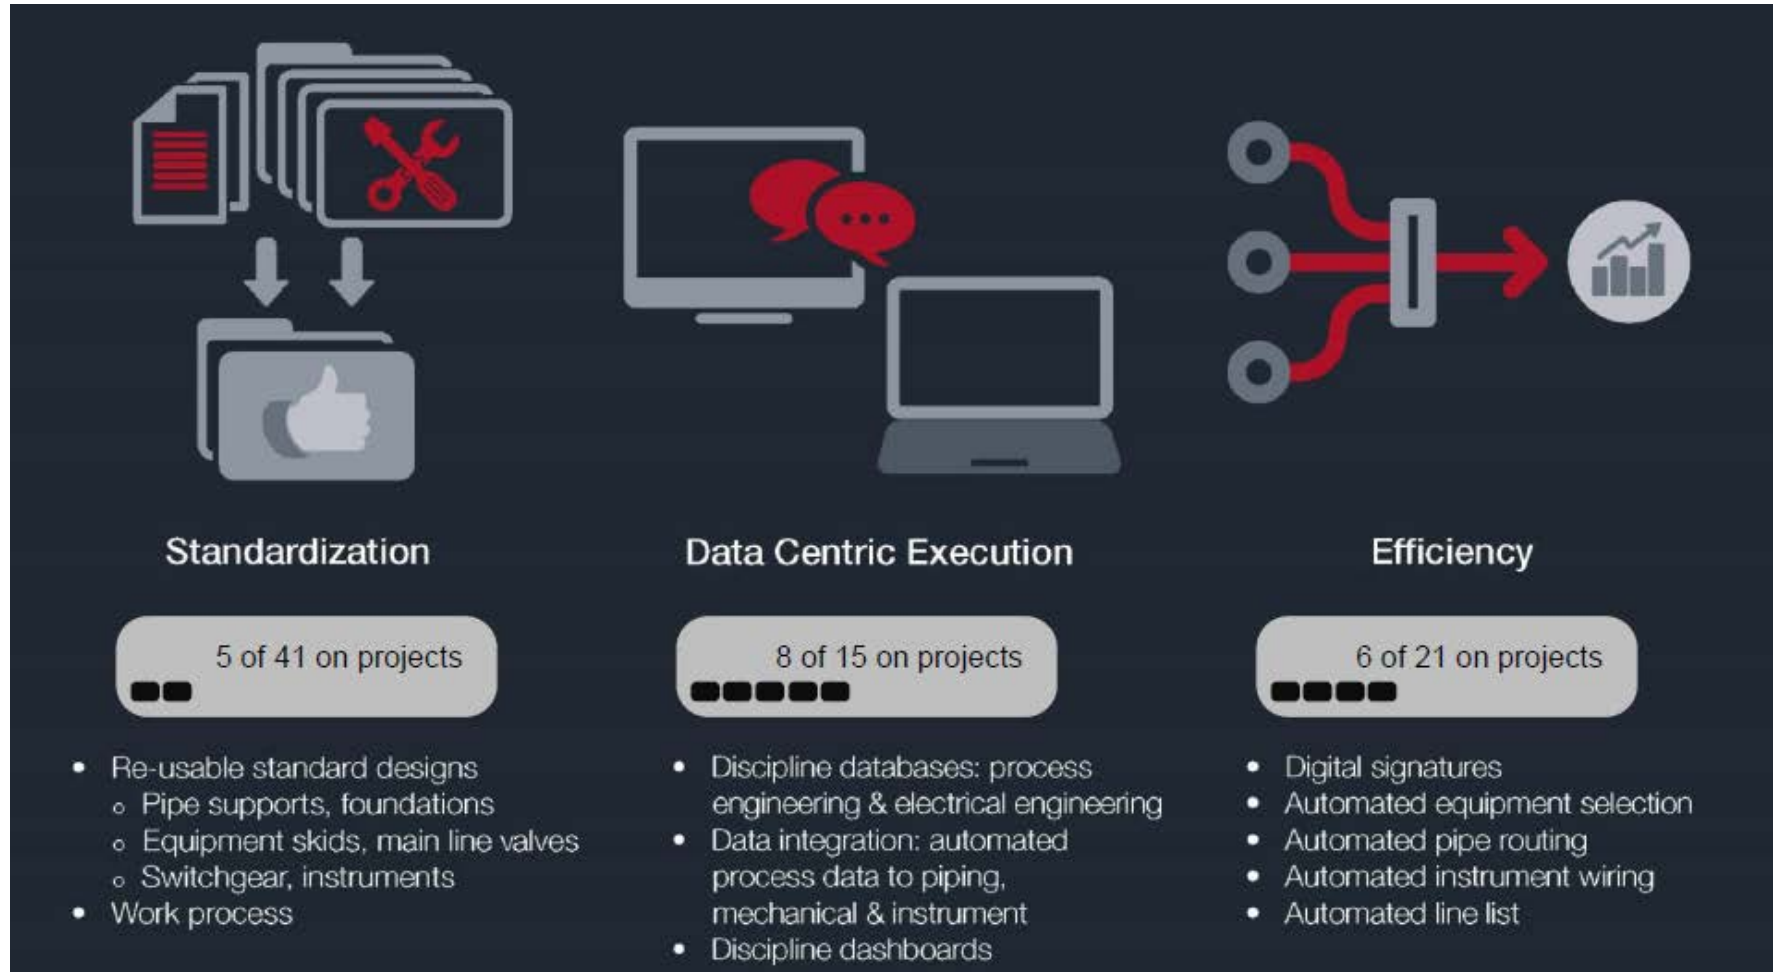 Standardization
5 of 41 on projects
• Re-usable standard designs
o Pipe supports, foundations
o Equipment skids, main line valves
o Switchgear, instruments
• Work process
Data Centric Execution
8 of 15 on projects
• Discipline databases: process
engineering & electrical engineering
• Data integration: automated
process data to piping,
mechanical & instrument
• Discipline dashboards
Efficiency
6 of 21 on projects
• Digital signatures
• Automated equipment selection
• Automated pipe routing
• Automated instrument wiring
• Automated line list